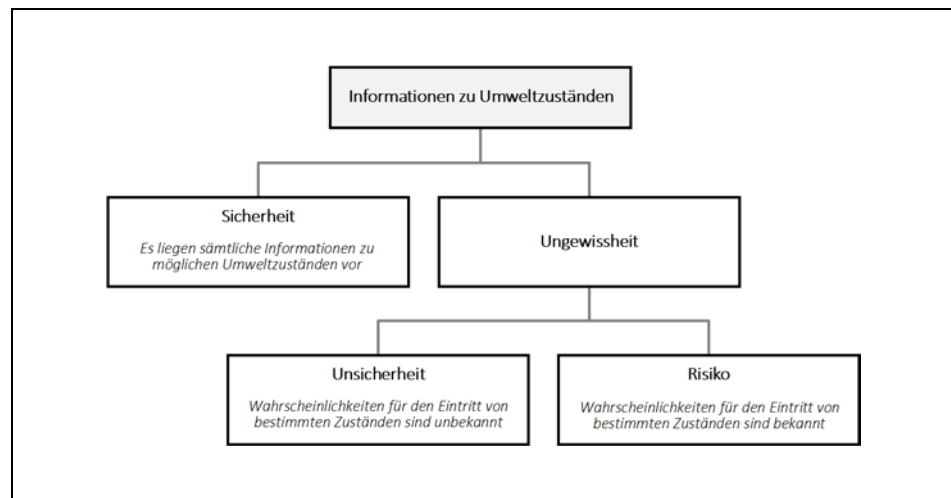 Informationen zu Umweltzuständen
Sicherheit
Es liegen sämtliche Informationen zu
möglichen Umweltzuständen vor
Ungewissheit
Unsicherheit
Wahrscheinlichkeiten für den Eintritt von
bestimmten Zuständen sind unbekannt
Risiko
Wahrscheinlichkeiten für den Eintritt von
bestimmten Zuständen sind bekannt